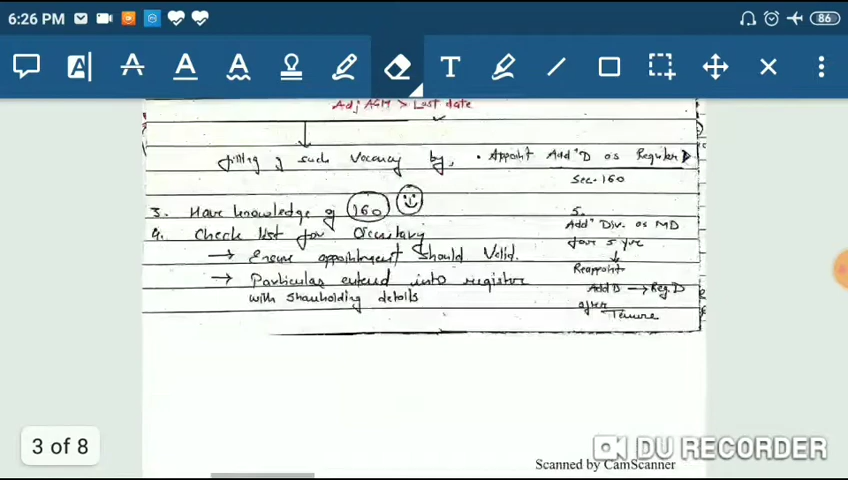 6:26 PM
86
T
Adj AGM > Last date
filling of such Vacancy by, • Appoint Add"D as Regular D
Sec-160
3. Have knowledge of 160
4. Check list for Secretary
→ Ensure appointment should Valid.
→ Particular extend into register
with shareholding details
5.
Add" Dir. as MD
for 5 yrs
Reappoint
Add D → Reg. D
after
Tenure
3 of 8
DU RECORDER
Scanned by CamScanner